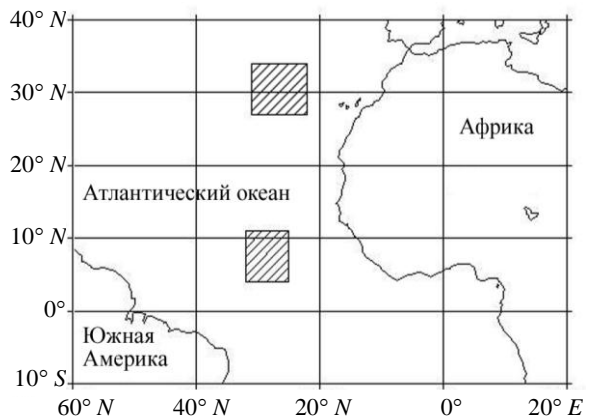 40° N
30° N
Африка
20° N
Атлантический океан
10° N
0°
Южная
Америка
10° S
60° N 40° N 20° N 0° 20° E